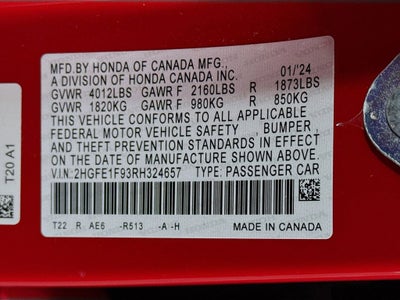 MFD.BY HONDA OF CANADA MFG.,
A DIVISION OF HONDA CANADA INC. 01/'24
GVWR 4012LBS GAWR F 2160LBS R 1873LBS
GVWR 1820KG GAWR F 980KG R 850KG
THIS VEHICLE CONFORMS TO ALL APPLICABLE
FEDERAL MOTOR VEHICLE SAFETY , BUMPER ,
AND THEFT PREVENTION STANDARDS IN EFFECT
ON THE DATE OF MANUFACTURE SHOWN ABOVE.
V.I.N:2HGFE1F93RH324657 TYPE: PASSENGER CAR
T22 R AE6 -R513 -A -H MADE IN CANADA
T20 A1